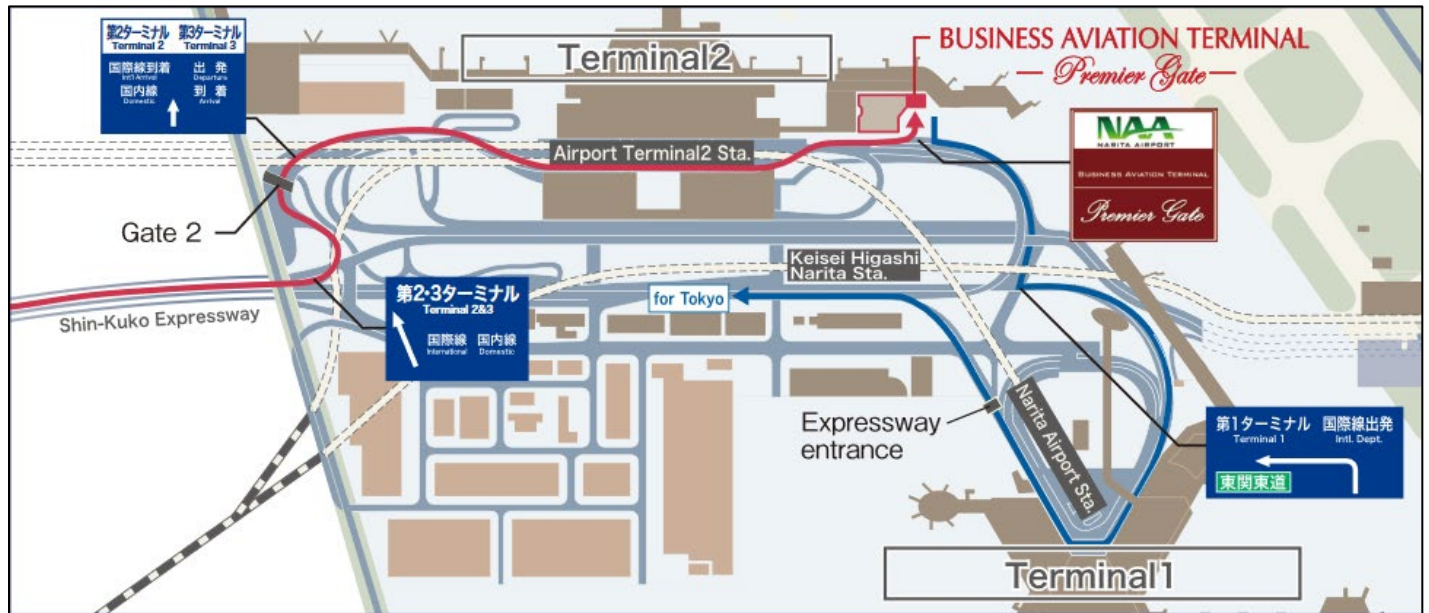 第2ターミナル 第3ターミナル
Terminal 2 Terminal 3
国際線到着 出発
Int'l Arrival Departure
国内線 到着
Domestic. Arrival
Terminal2
BUSINESS AVIATION TERMINAL
Premier Gate
NAA
NARITA AIRPORT
BUSINESS AVIATION TERMINAL
Premier Gate
Airport Terminal2 Sta.
Gate 2
Keisei Higashi
Narita Sta.
for Tokyo
Shin-Kuko Expressway
第2・3ターミナル
Terminal 2&3
国際線 国内線
International Domestic
Expressway
entrance
Narita Airport Sta.
第1ターミナル 国際線出発
Terminal 1 Intl. Dept.
東関東道
Terminal1